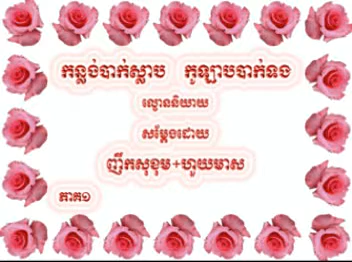 កន្លង់បាក់ស្លាប កូឡាបបាក់ទង
ល្ខោននិយាយ
សម្តែងដោយ
ញ៉ឹកសុខុម+ហូយមាស
ភាគ១